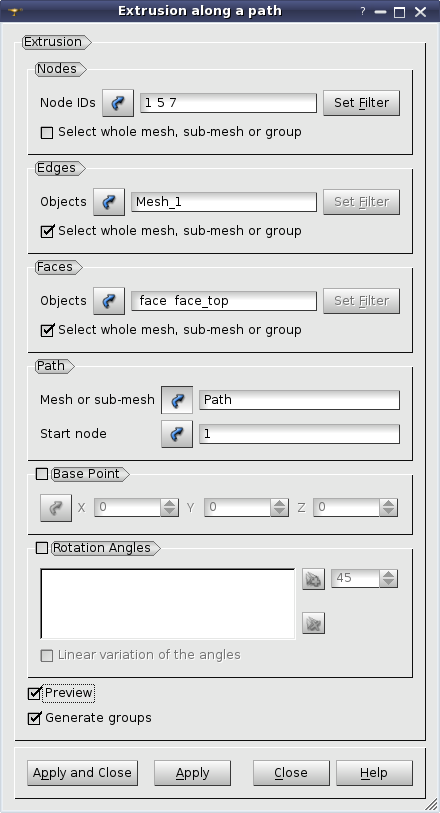 Extrusion along a path
?
Extrusion
Nodes
Node IDs 1 5 7 Set Filter
Select whole mesh, sub-mesh or group
Edges
Objects Mesh_1 Set Filter
Select whole mesh, sub-mesh or group
Faces
Objects face face_top Set Filter
Select whole mesh, sub-mesh or group
Path
Mesh or sub-mesh Path
Start node 1
Base Point
X 0 Y 0 Z 0
Rotation Angles
45
Linear variation of the angles
Preview
Generate groups
Apply and Close Apply Close Help